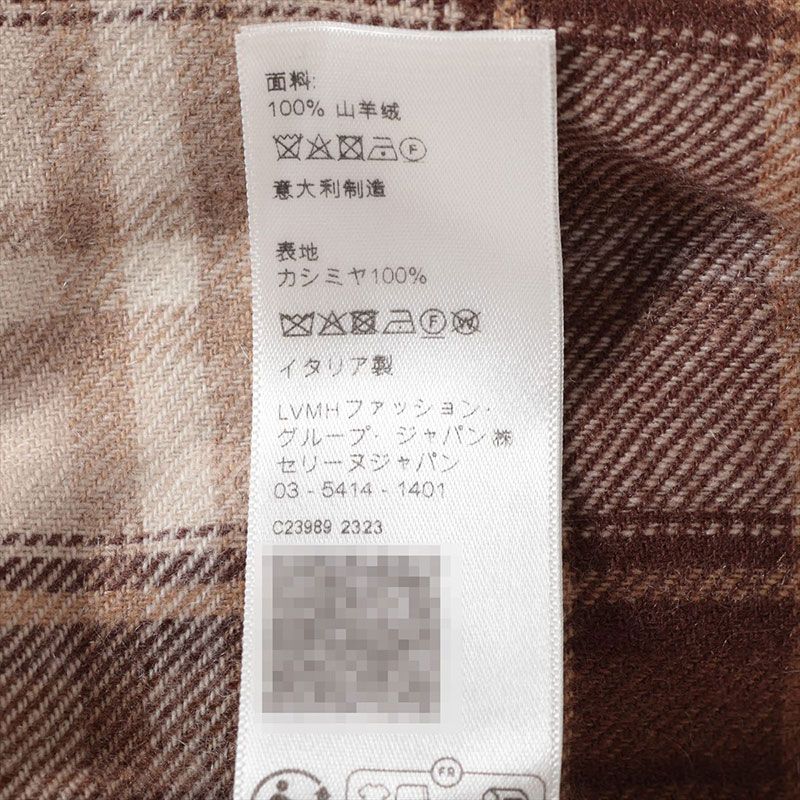 面料:
100% 山羊绒
F
意大利制造
表地
カシミヤ100%
F W
イタリア製
LVMHファッション・
グループ・ジャパン㈱
セリーヌジャパン
03 - 5414 - 1401
C23989 2323
FR